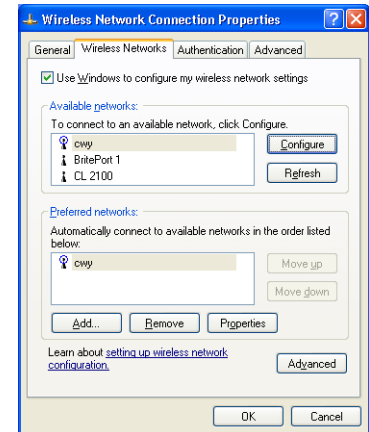 Wireless Network Connection Properties
General Wireless Networks Authentication Advanced
Use Windows to configure my wireless network settings
Available networks:
To connect to an available network, click Configure.
cwy Configure
BritePort 1
CL 2100 Refresh
Preferred networks:
Automatically connect to available networks in the order listed
below:
cwy Move up
Move down
Add... Remove Properties
Learn about setting up wireless network
configuration. Advanced
OK Cancel